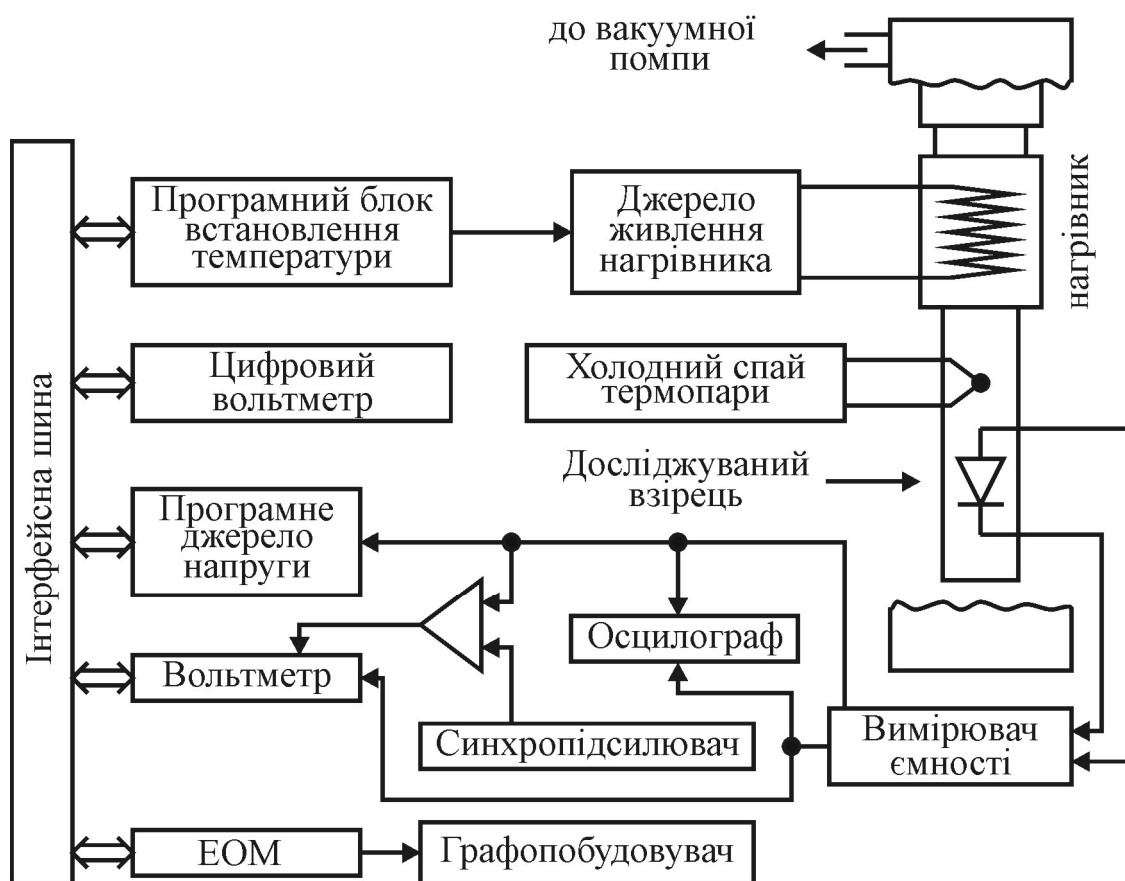 до вакуумної
помпи
Програмний блок
встановлення
температури
Джерело
живлення
нагрівника
нагрівник
Цифровий
вольтметр
Холодний спай
термопари
Досліджуваний
взірець
Інтерфейсна шина
Програмне
джерело
напруги
Осцилограф
Вольтметр
Синхропідсилювач
Вимірювач
ємності
ЕОМ
Графопобудовувач